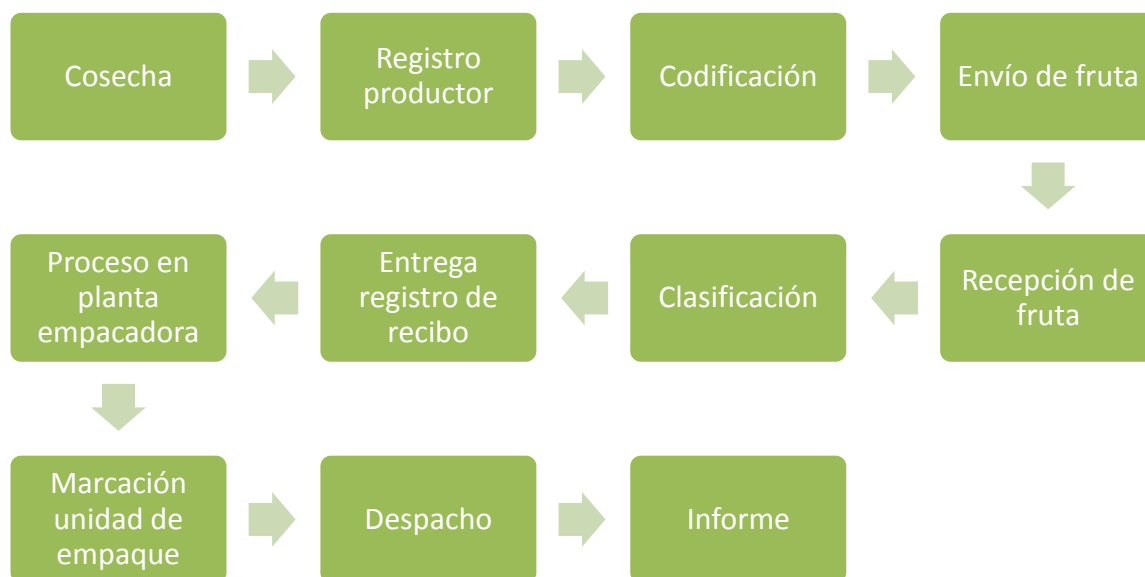 Cosecha
Registro
productor
Codificación
Envío de fruta
Recepción de
fruta
Clasificación
Entrega
registro de
recibo
Proceso en
planta
empacadora
Marcación
unidad de
empaque
Despacho
Informe